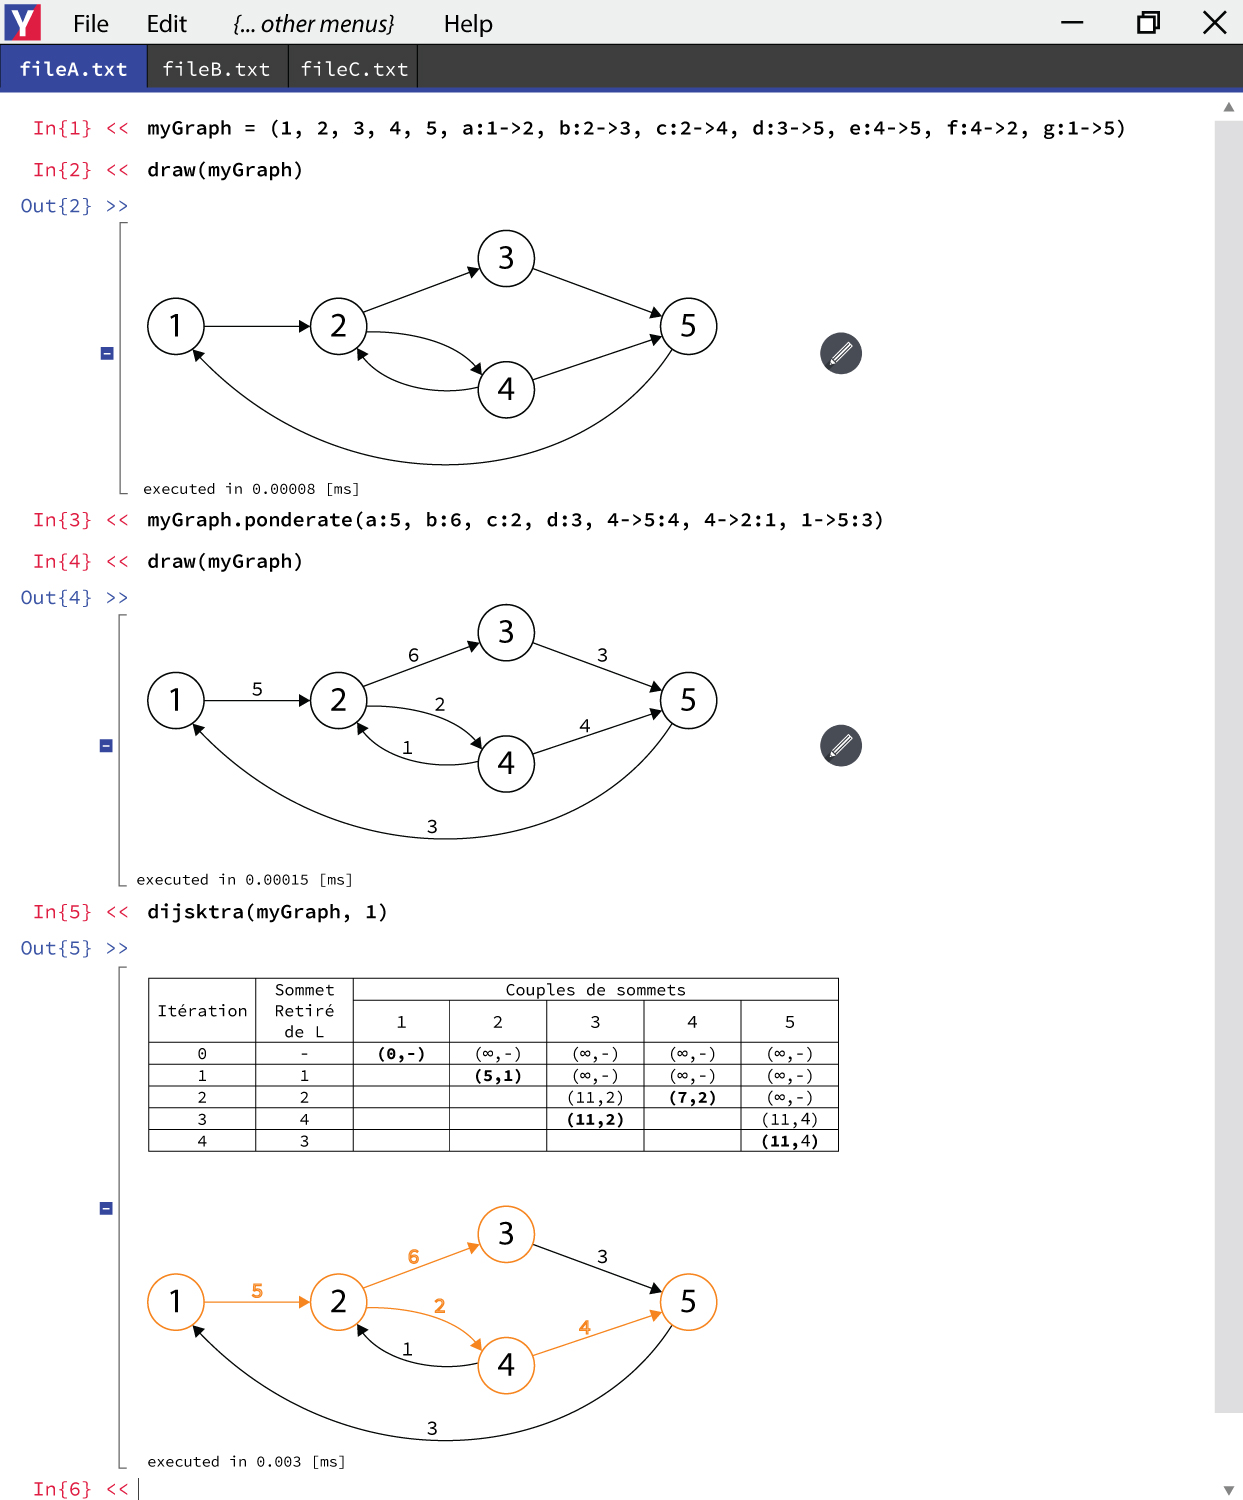 Y File Edit {... other menus} Help
fileA.txt fileB.txt fileC.txt
In{1} << myGraph = (1, 2, 3, 4, 5, a:1->2, b:2->3, c:2->4, d:3->5, e:4->5, f:4->2, g:1->5)
In{2} << draw(myGraph)
Out{2} >>
3
1 2 5
4
executed in 0.00008 [ms]
In{3} << myGraph.ponderate(a:5, b:6, c:2, d:3, 4->5:4, 4->2:1, 1->5:3)
In{4} << draw(myGraph)
Out{4} >>
3
6 3
5 2
1 2 5
4
1
4
3
executed in 0.00015 [ms]
In{5} << dijsktra(myGraph, 1)
Out{5} >>
Itération Sommet Retiré de L Couples de sommets
1 2 3 4 5
0 - (0,-) (∞,-) (∞,-) (∞,-) (∞,-)
1 1 (5,1) (∞,-) (∞,-) (∞,-)
2 2 (11,2) (7,2) (∞,-)
3 4 (11,2) (11,4)
4 3 (11,4)
3
6 3
5 2
1 2 5
4
1
4
3
executed in 0.003 [ms]
In{6} <<